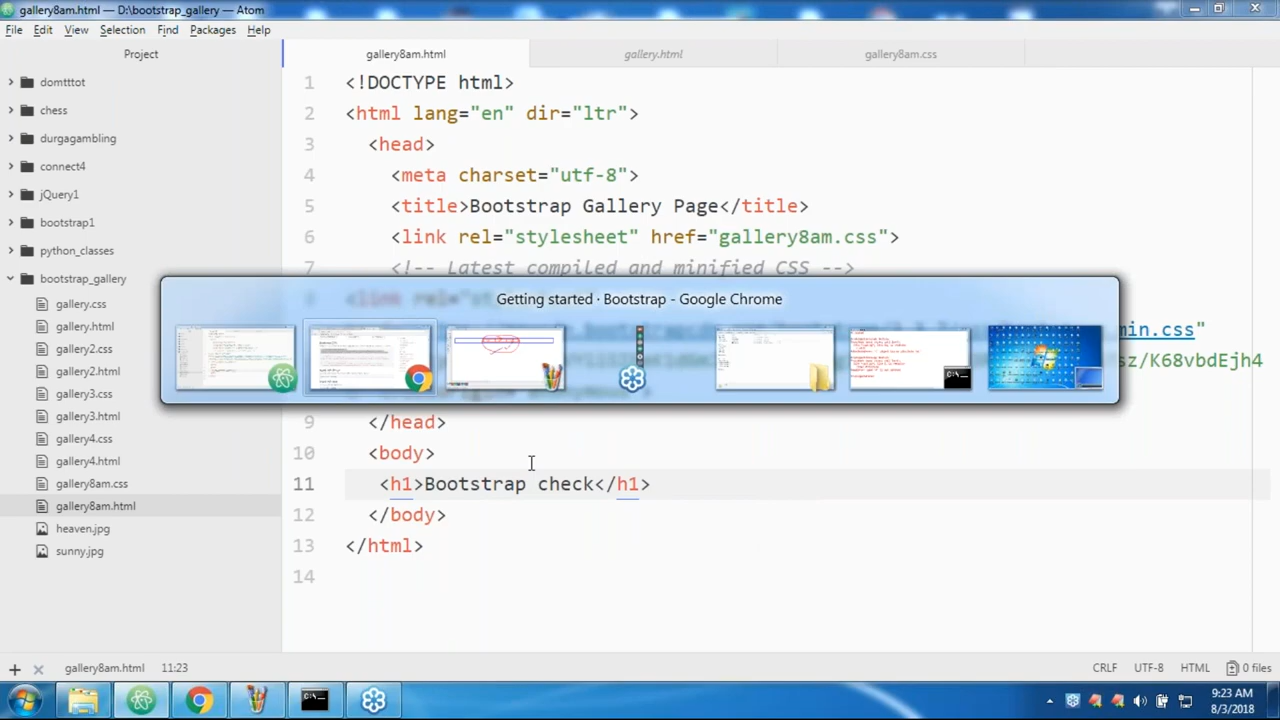 gallery8am.html — D:\bootstrap_gallery — Atom
File Edit View Selection Find Packages Help
Project
gallery8am.html
gallery.html
gallery8am.css
domtttot
chess
durgagambling
connect4
jQuery1
bootstrap1
python_classes
bootstrap_gallery
gallery.css
gallery.html
gallery2.css
gallery2.html
gallery3.css
gallery3.html
gallery4.css
gallery4.html
gallery8am.css
gallery8am.html
heaven.jpg
sunny.jpg
1 <!DOCTYPE html>
2 <html lang="en" dir="ltr">
3 <head>
4 <meta charset="utf-8">
5 <title>Bootstrap Gallery Page</title>
6 <link rel="stylesheet" href="gallery8am.css">
7 <!-- Latest compiled and minified CSS -->
Getting started · Bootstrap - Google Chrome
min.css"
sz/K68vbdEjh4
9 </head>
10 <body>
11 <h1>Bootstrap check</h1>
12 </body>
13 </html>
14
gallery8am.html 11:23
CRLF UTF-8 HTML 0 files
9:23 AM
8/3/2018